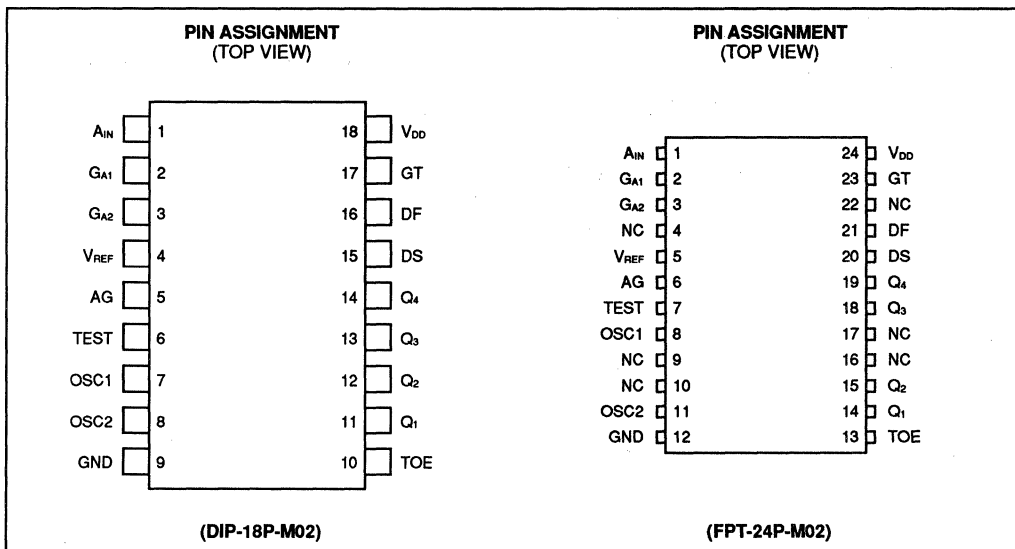 PIN ASSIGNMENT
(TOP VIEW)
AIN 1 18 VDD
GA1 2 17 GT
GA2 3 16 DF
VREF 4 15 DS
AG 5 14 Q4
TEST 6 13 Q3
OSC1 7 12 Q2
OSC2 8 11 Q1
GND 9 10 TOE
(DIP-18P-M02)
PIN ASSIGNMENT
(TOP VIEW)
AIN 1 24 VDD
GA1 2 23 GT
GA2 3 22 NC
NC 4 21 DF
VREF 5 20 DS
AG 6 19 Q4
TEST 7 18 Q3
OSC1 8 17 NC
NC 9 16 NC
NC 10 15 Q2
OSC2 11 14 Q1
GND 12 13 TOE
(FPT-24P-M02)